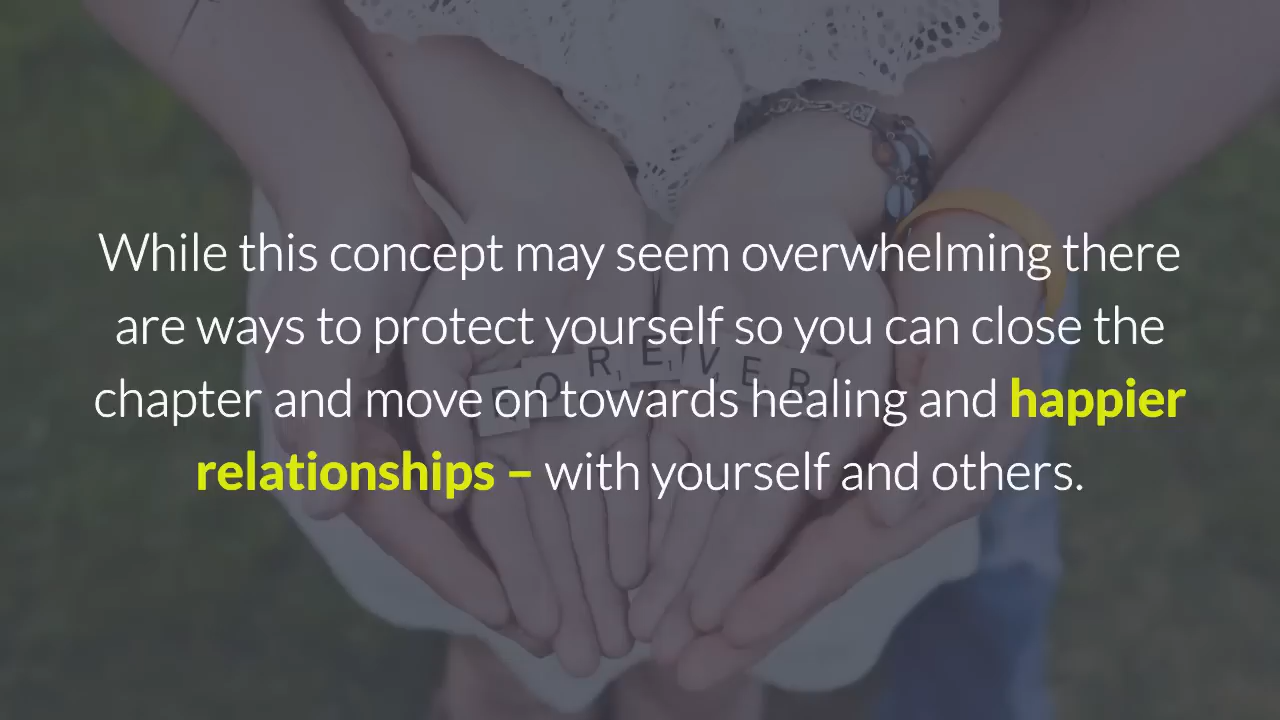 While this concept may seem overwhelming there
are ways to protect yourself so you can close the
chapter and move on towards healing and happier
relationships – with yourself and others.
FOREVER